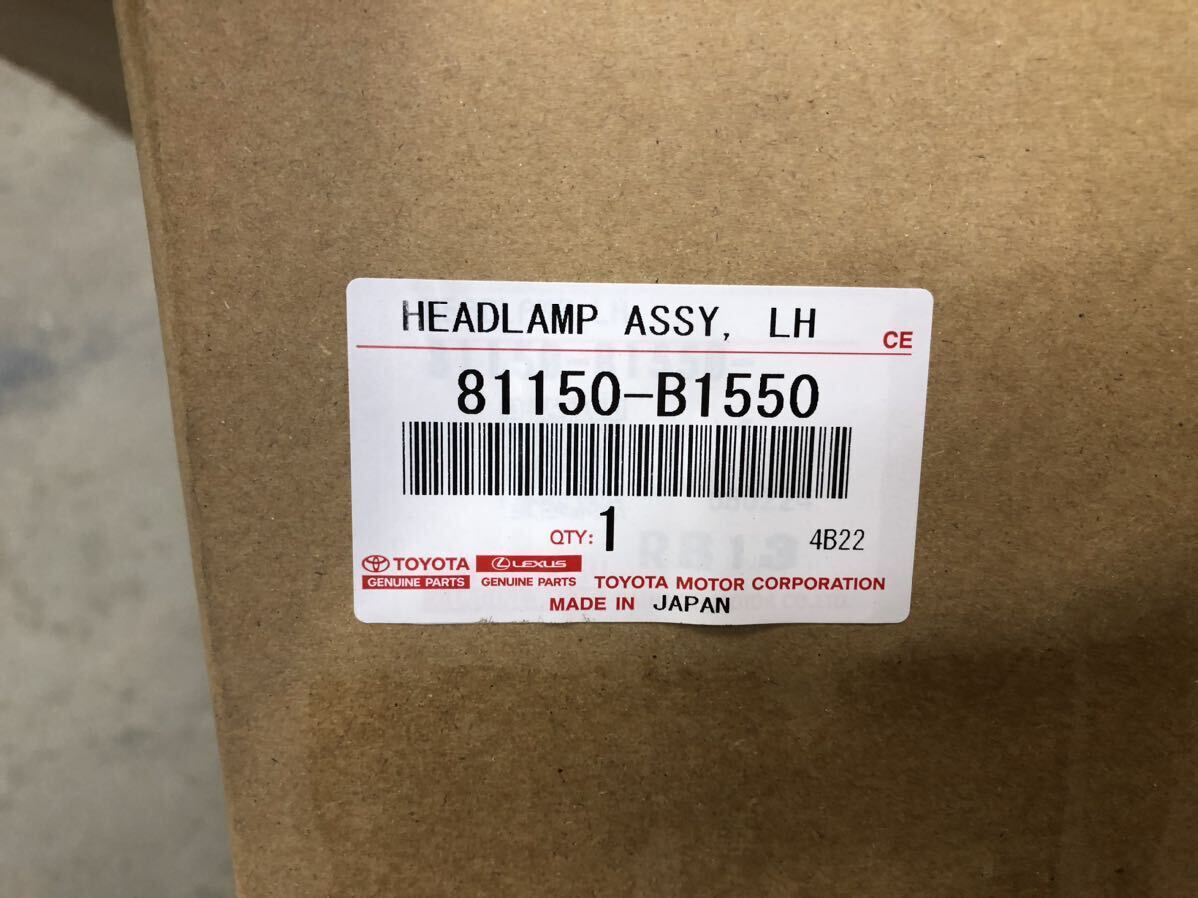 HEADLAMP ASSY, LH
CE
81150-B1550
QTY: 1
4B22
TOYOTA LEXUS
GENUINE PARTS GENUINE PARTS TOYOTA MOTOR CORPORATION
MADE IN JAPAN